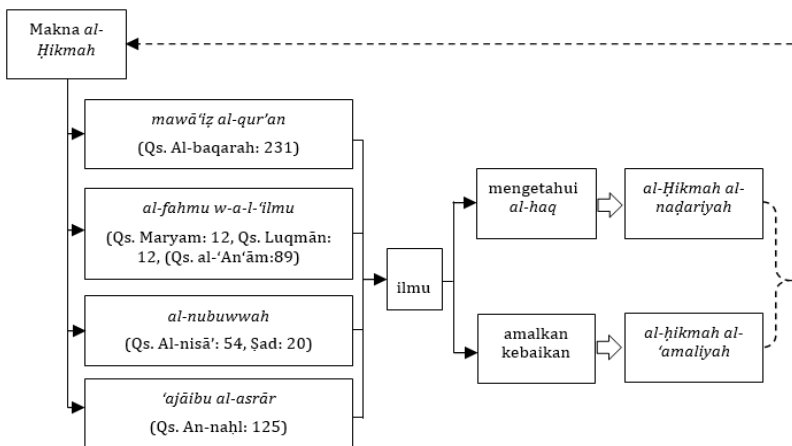 Makna al-
Ḥikmah
mawā‘iẓ al-qur’an
(Qs. Al-baqarah: 231)
al-fahmu w-a-l-‘ilmu
(Qs. Maryam: 12, Qs. Luqmān:
12, (Qs. al-‘An‘ām:89)
al-nubuwwah
(Qs. Al-nisā’: 54, Ṣad: 20)
‘ajāibu al-asrār
(Qs. An-naḥl: 125)
ilmu
mengetahui
al-haq
al-Ḥikmah al-
naḍariyah
amalkan
kebaikan
al-ḥikmah al-
‘amaliyah